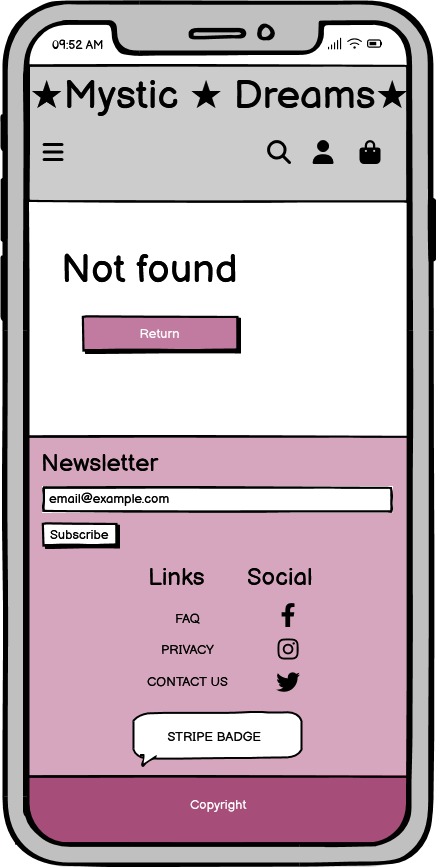 09:52 AM
★Mystic ★ Dreams★
Not found
Return
Newsletter
email@example.com
Subscribe
Links Social
FAQ
PRIVACY
CONTACT US
STRIPE BADGE
Copyright